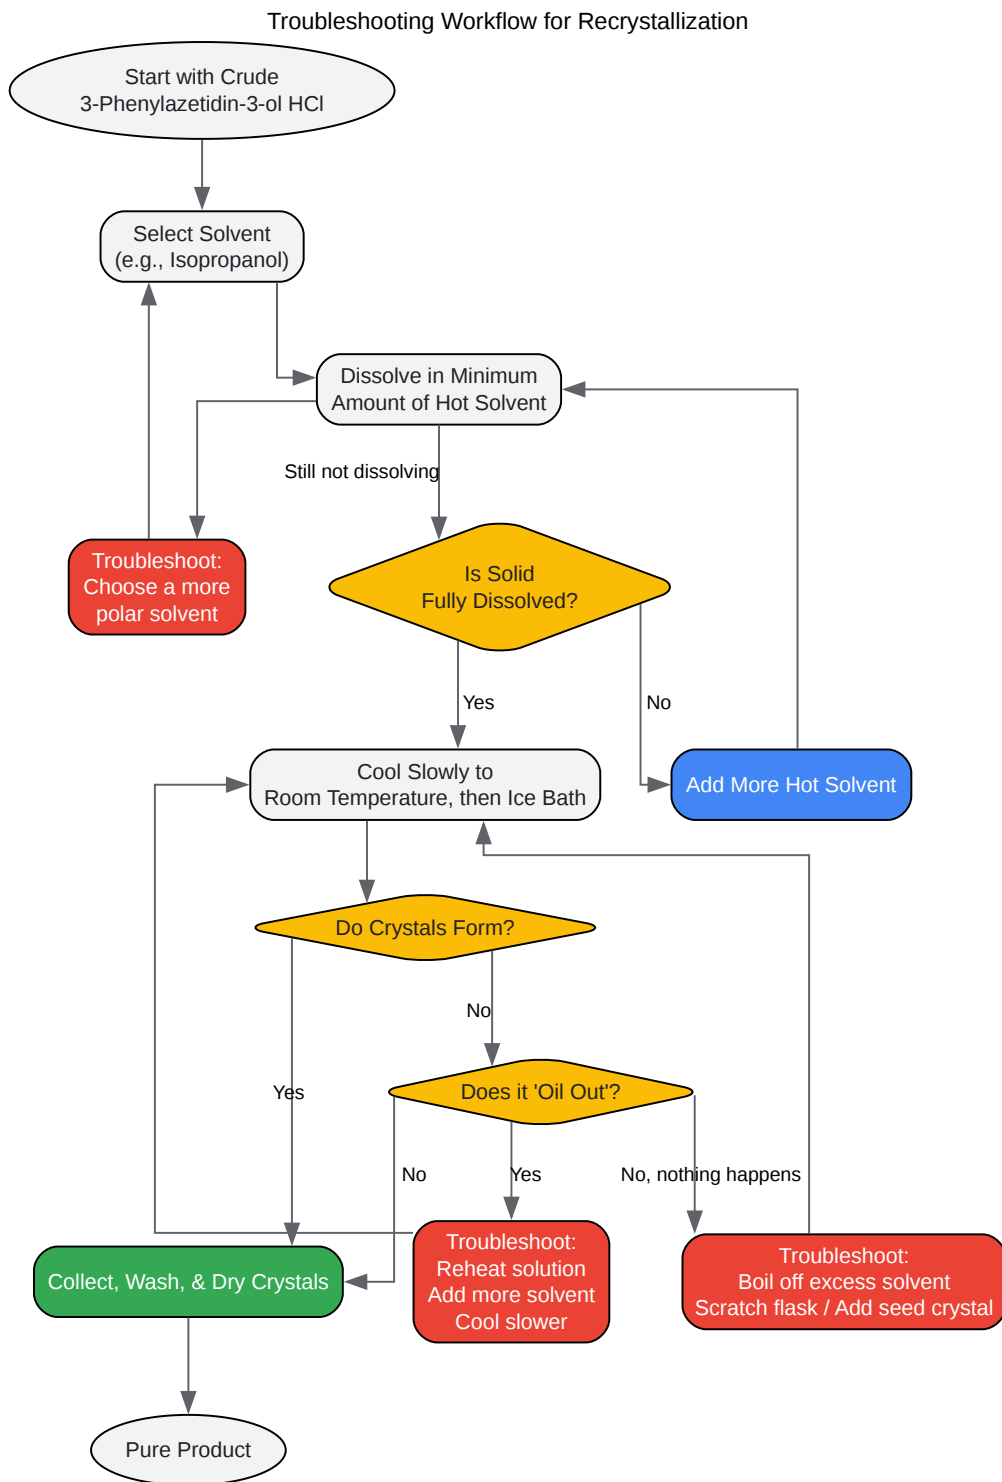 Troubleshooting Workflow for Recrystallization
Start with Crude
3-Phenylazetidin-3-ol HCl
Select Solvent
(e.g., Isopropanol)
Dissolve in Minimum
Amount of Hot Solvent
Still not dissolving
Troubleshoot:
Choose a more
polar solvent
Is Solid
Fully Dissolved?
Yes
No
Cool Slowly to
Room Temperature, then Ice Bath
Add More Hot Solvent
Do Crystals Form?
No
Yes
Does it 'Oil Out'?
No
Yes
No, nothing happens
Collect, Wash, & Dry Crystals
Troubleshoot:
Reheat solution
Add more solvent
Cool slower
Troubleshoot:
Boil off excess solvent
Scratch flask / Add seed crystal
Pure Product